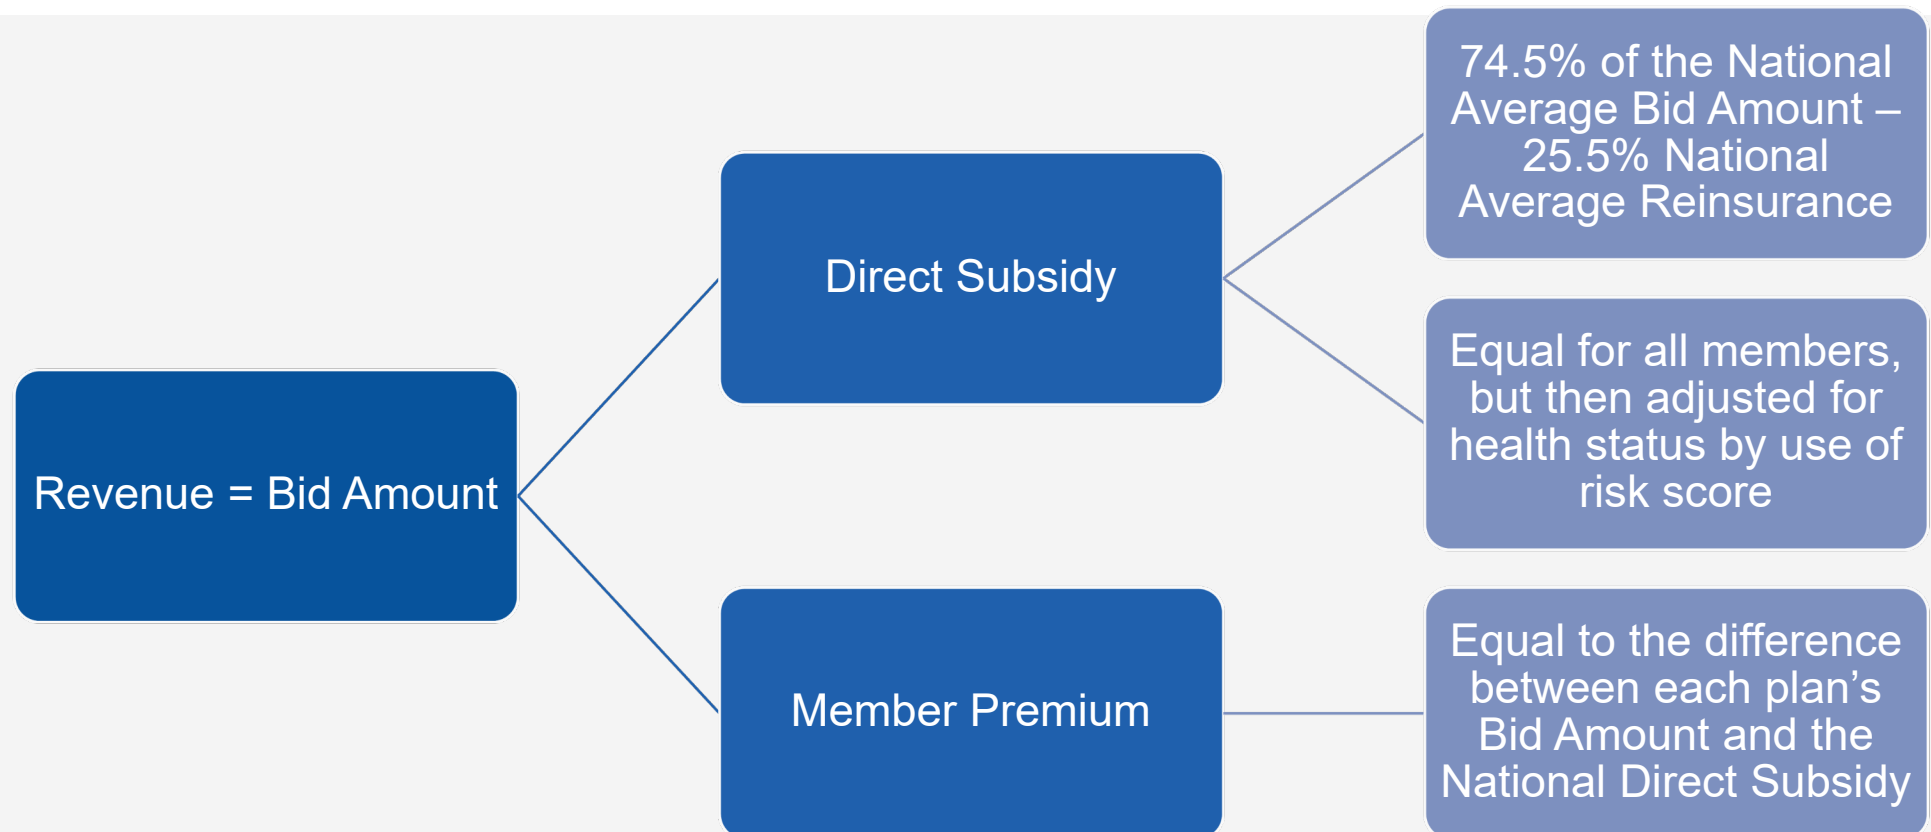 Revenue = Bid Amount
Direct Subsidy
74.5% of the National
Average Bid Amount –
25.5% National
Average Reinsurance
Equal for all members,
but then adjusted for
health status by use of
risk score
Member Premium
Equal to the difference
between each plan’s
Bid Amount and the
National Direct Subsidy